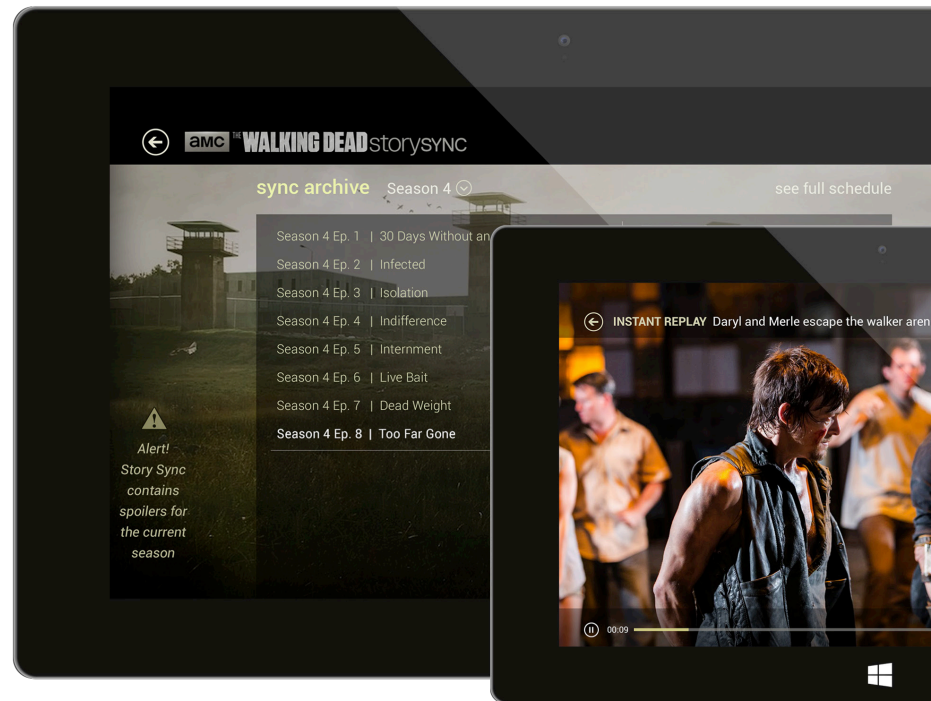 amc THE WALKING DEAD storySYNC
sync archive Season 4 see full schedule
Season 4 Ep. 1 | 30 Days Without an
Season 4 Ep. 2 | Infected
Season 4 Ep. 3 | Isolation
Season 4 Ep. 4 | Indifference
Season 4 Ep. 5 | Internment
Season 4 Ep. 6 | Live Bait
Season 4 Ep. 7 | Dead Weight
Season 4 Ep. 8 | Too Far Gone
Alert!
Story Sync
contains
spoilers for
the current
season
INSTANT REPLAY Daryl and Merle escape the walker aren
00:09